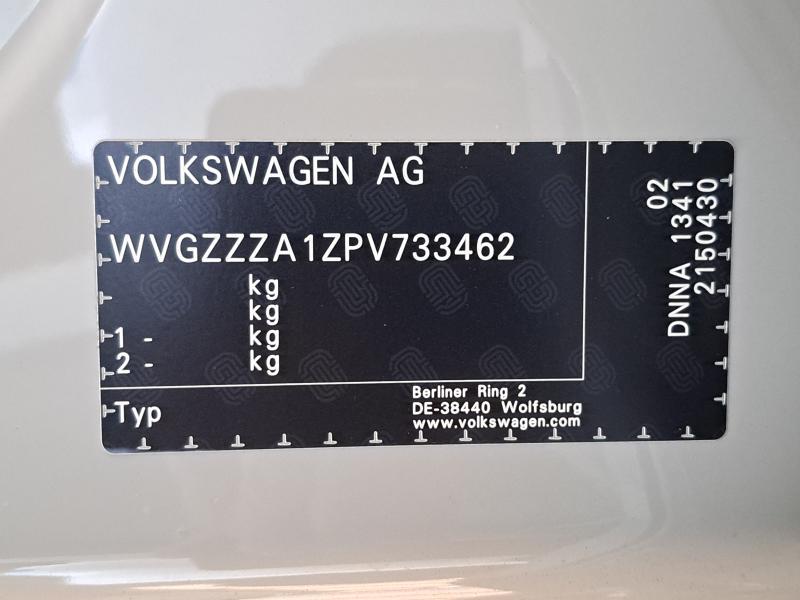 VOLKSWAGEN AG
WVGZZZA1ZPV733462
kg
kg
1 - kg
2 - kg
Typ
Berliner Ring 2
DE-38440 Wolfsburg
www.volkswagen.com
02
DNNA 1341
2150430